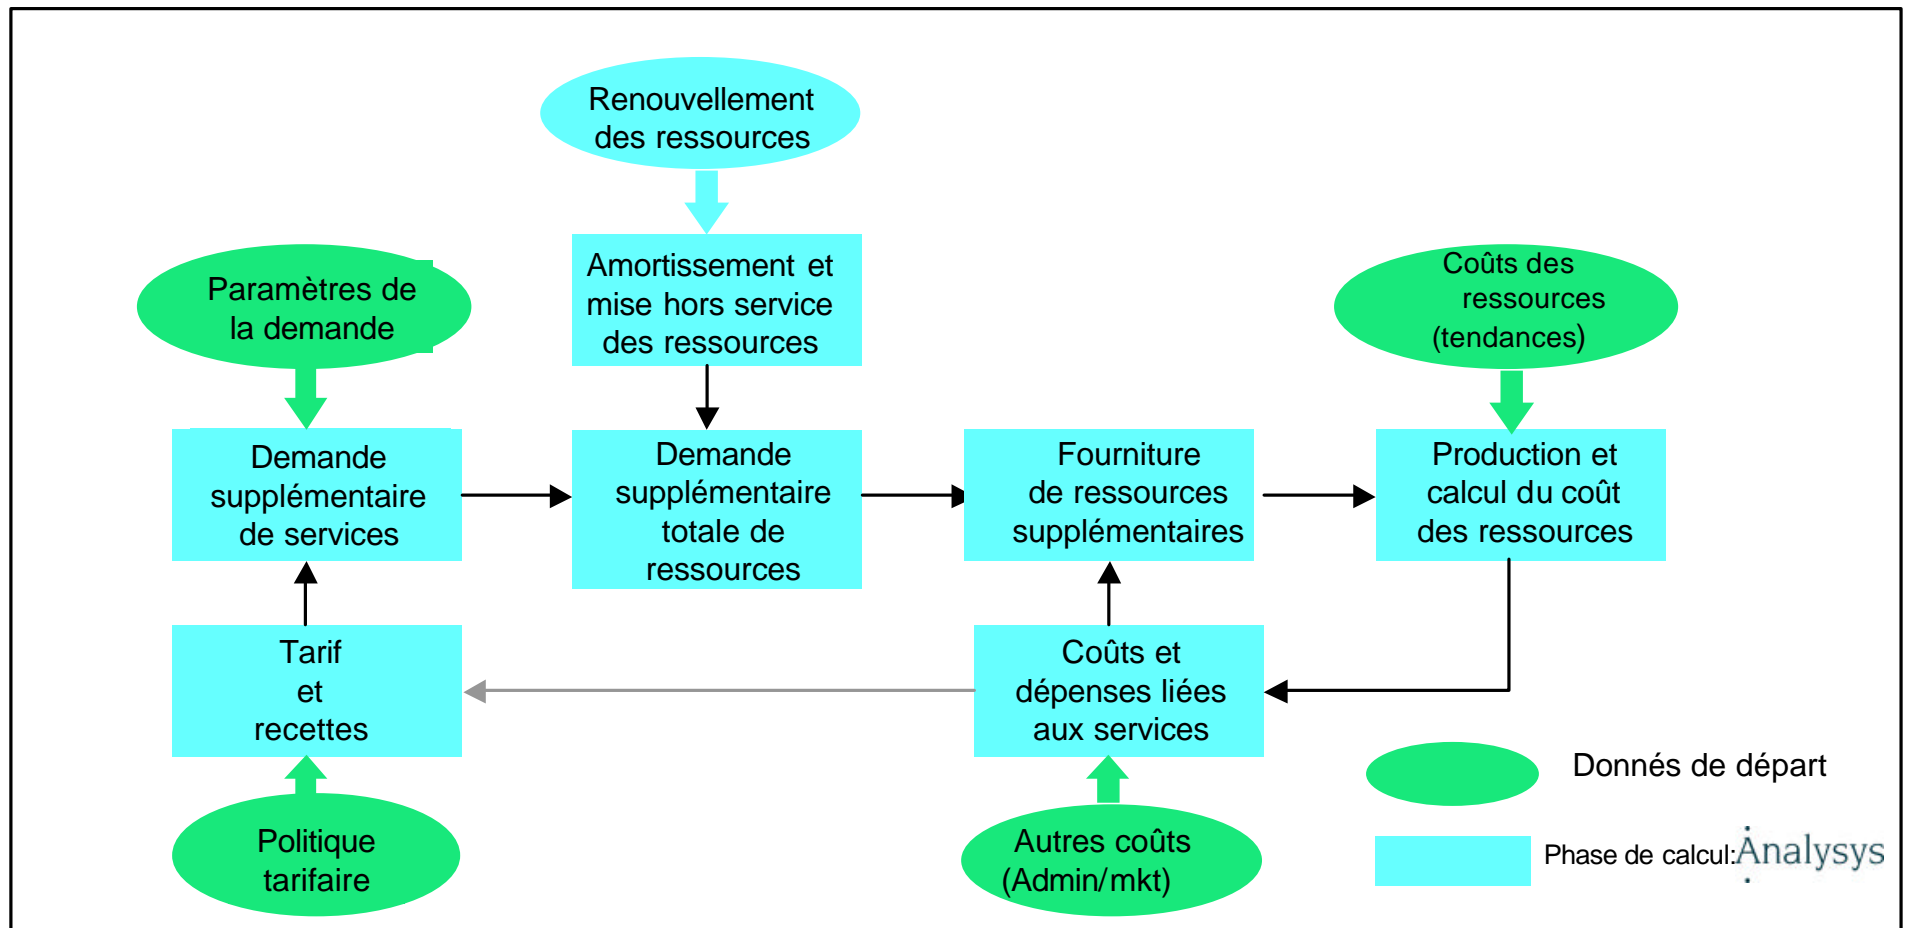 Renouvellement
des ressources
Paramètres de
la demande
Amortissement et
mise hors service
des ressources
Coûts des
ressources
(tendances)
Demande
supplémentaire
de services
Demande
supplémentaire
totale de
ressources
Fourniture
de ressources
supplémentaires
Production et
calcul du coût
des ressources
Tarif
et
recettes
Coûts et
dépenses liées
aux services
Politique
tarifaire
Autres coûts
(Admin/mkt)
Donnés de départ
Phase de calcul:
Analysys